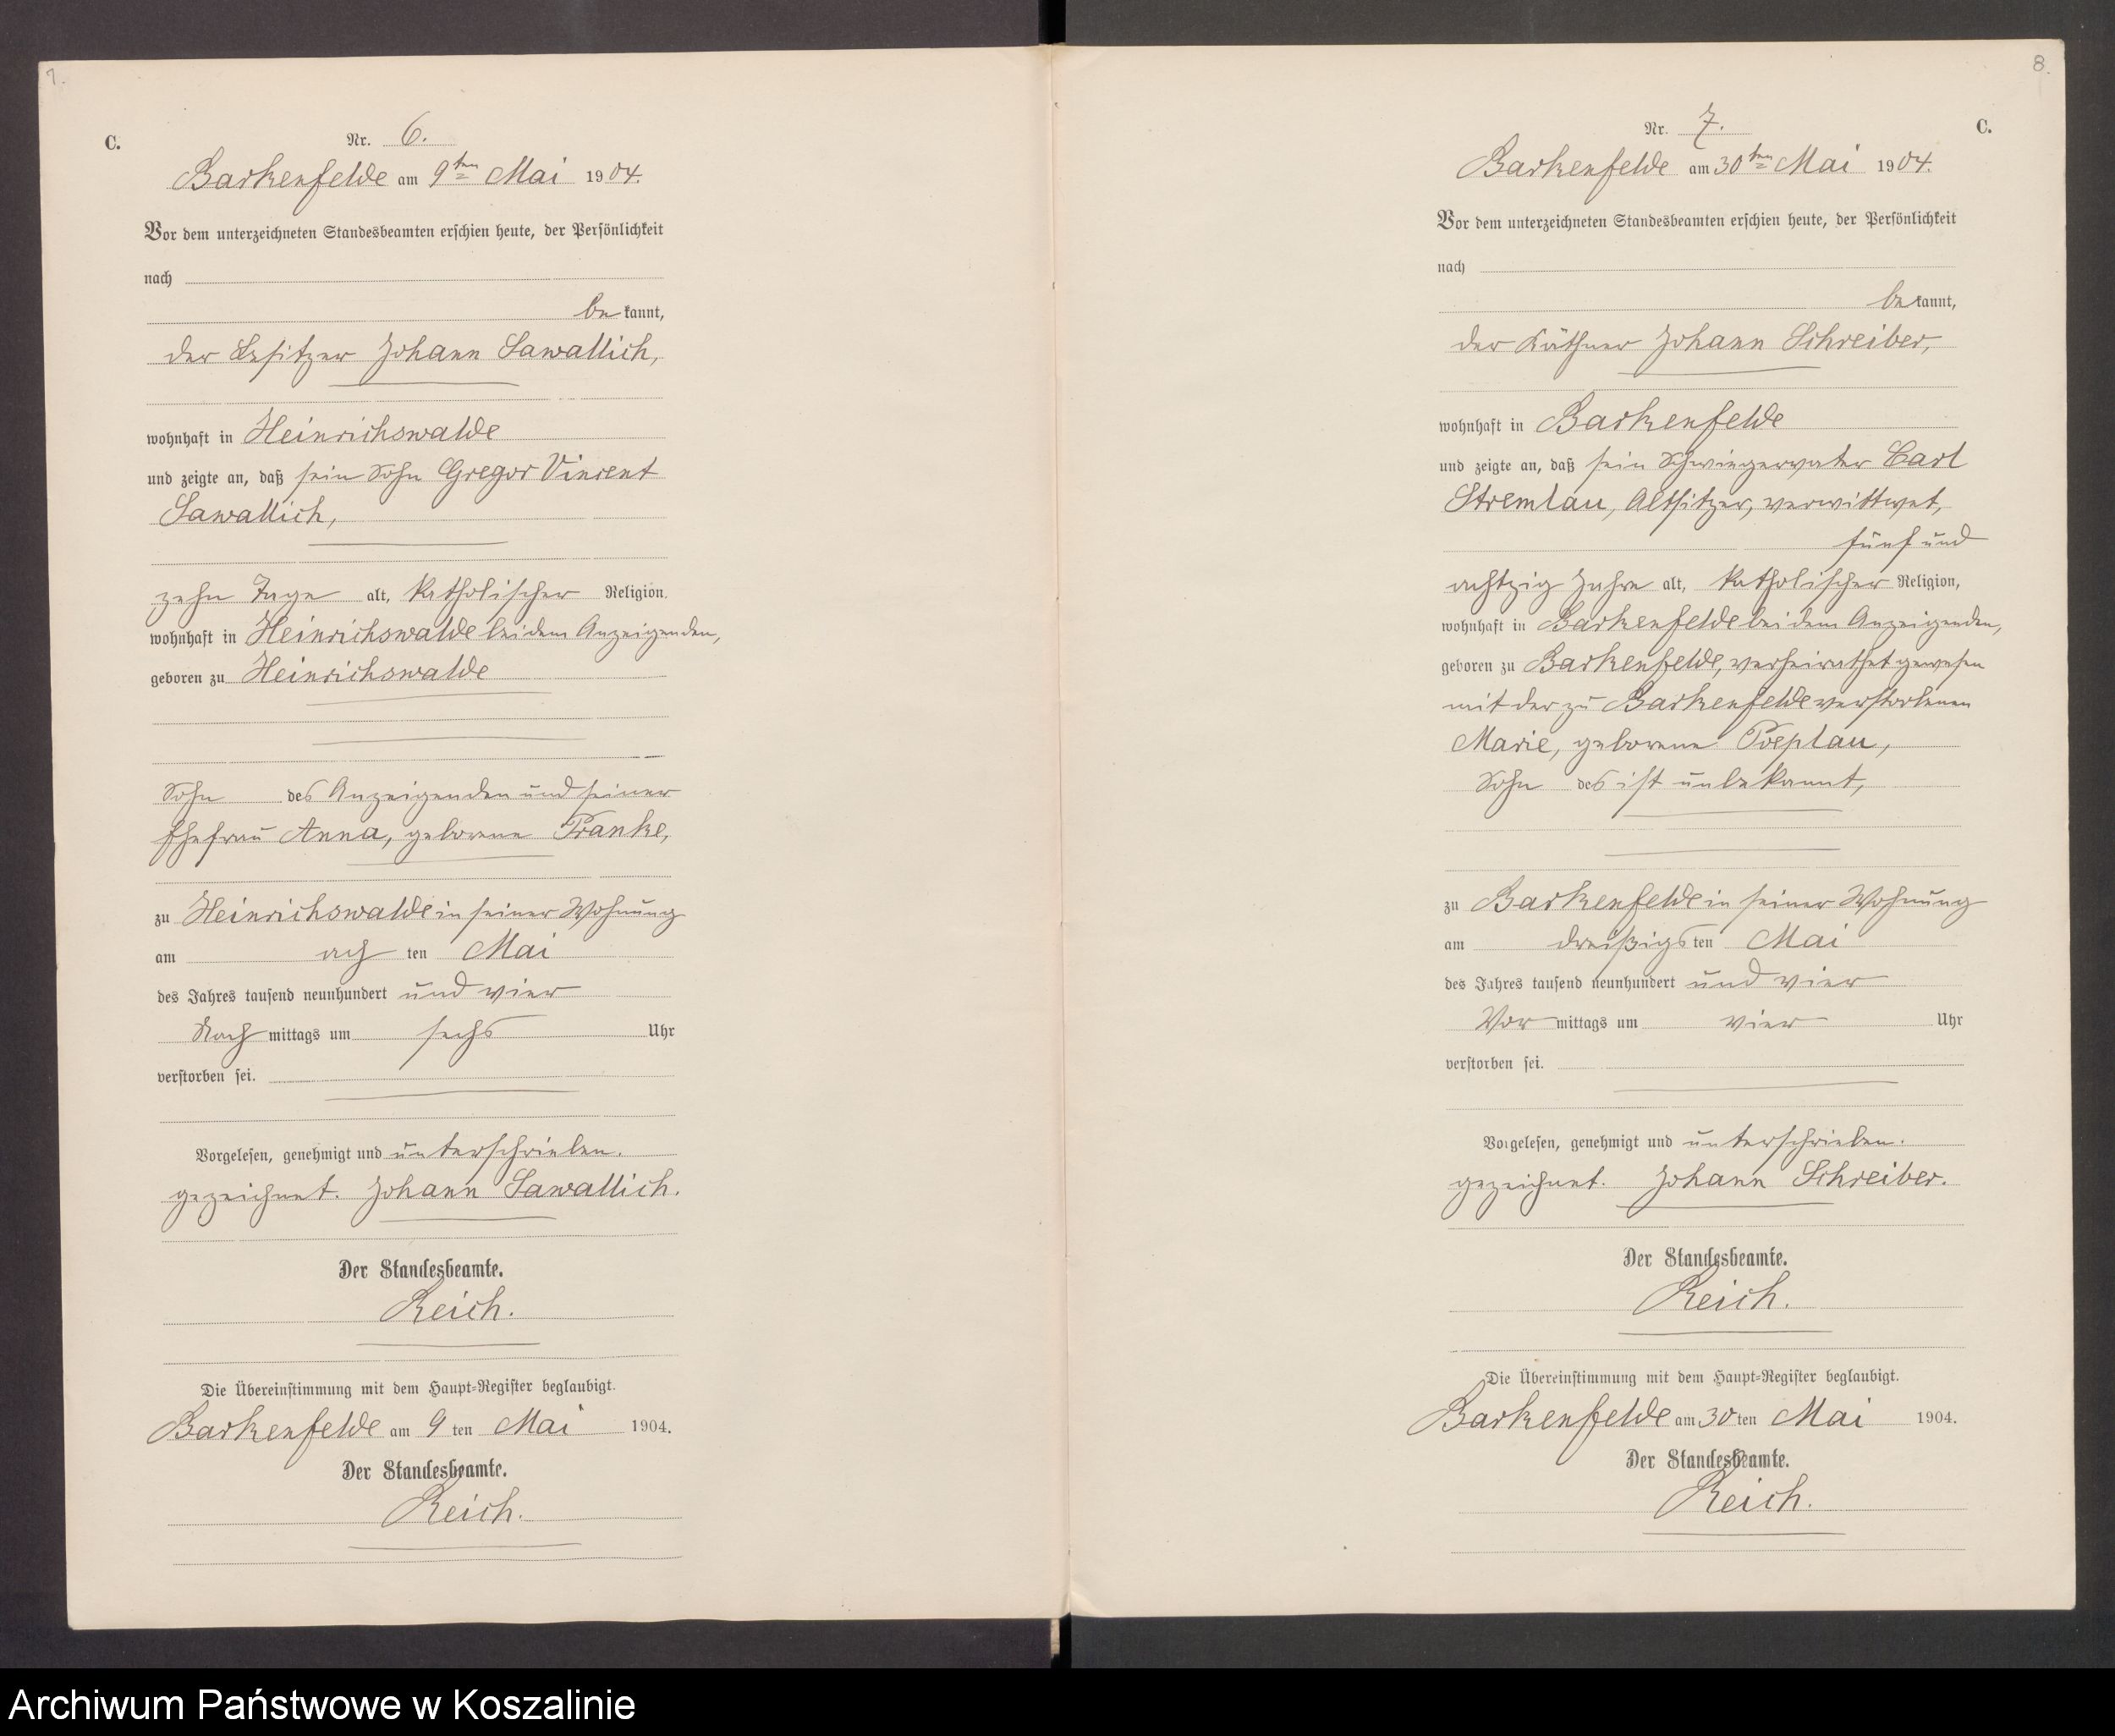 7.
C.
Nr. 6.
Barkenfelde am 9ten Mai 1904.
Vor dem unterzeichneten Standesbeamten erschien heute, der Persönlichkeit
nach
be kannt,
der Besitzer Johann Sawallich,
wohnhaft in Heinrichswalde
und zeigte an, daß sein Sohn Gregor Vincent
Sawallich,
zehn Tage alt, katholischer Religion,
wohnhaft in Heinrichswalde bei dem Anzeigenden,
geboren zu Heinrichswalde
Sohn des Anzeigenden und seiner
Ehefrau Anna, geborene Franke,
zu Heinrichswalde in seiner Wohnung
am ach ten Mai
des Jahres tausend neunhundert und vier
Nach mittags um sechs Uhr
verstorben sei.
Vorgelesen, genehmigt und unterschrieben.
gezeichnet. Johann Sawallich.
Der Standesbeamte.
Reich.
Die Übereinstimmung mit dem Haupt-Register beglaubigt.
Barkenfelde am 9 ten Mai 1904.
Der Standesbeamte.
Reich.
8.
C.
Nr. 7.
Barkenfelde am 30ten Mai 1904.
Vor dem unterzeichneten Standesbeamten erschien heute, der Persönlichkeit
nach
be kannt,
der Käthner Johann Schreiber,
wohnhaft in Barkenfelde
und zeigte an, daß sein Schwiegervater Carl
Stremlau, Altsitzer, verwittwet,
fünf und
achtzig Jahre alt, katholischer Religion,
wohnhaft in Barkenfelde bei dem Anzeigenden,
geboren zu Barkenfelde, verheirathet gewesen
mit der zu Barkenfelde verstorbenen
Marie, geborene Poeplau,
Sohn des ist unbekannt,
zu Barkenfelde in seiner Wohnung
am dreißigs ten Mai
des Jahres tausend neunhundert und vier
Vor mittags um vier Uhr
verstorben sei.
Vorgelesen, genehmigt und unterschrieben.
gezeichnet. Johann Schreiber.
Der Standesbeamte.
Reich.
Die Übereinstimmung mit dem Haupt-Register beglaubigt.
Barkenfelde am 30 ten Mai 1904.
Der Standesbeamte.
Reich.
Archiwum Państwowe w Koszalinie